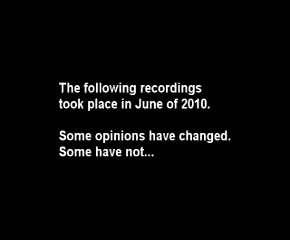 The following recordings
took place in June of 2010.
Some opinions have changed.
Some have not...